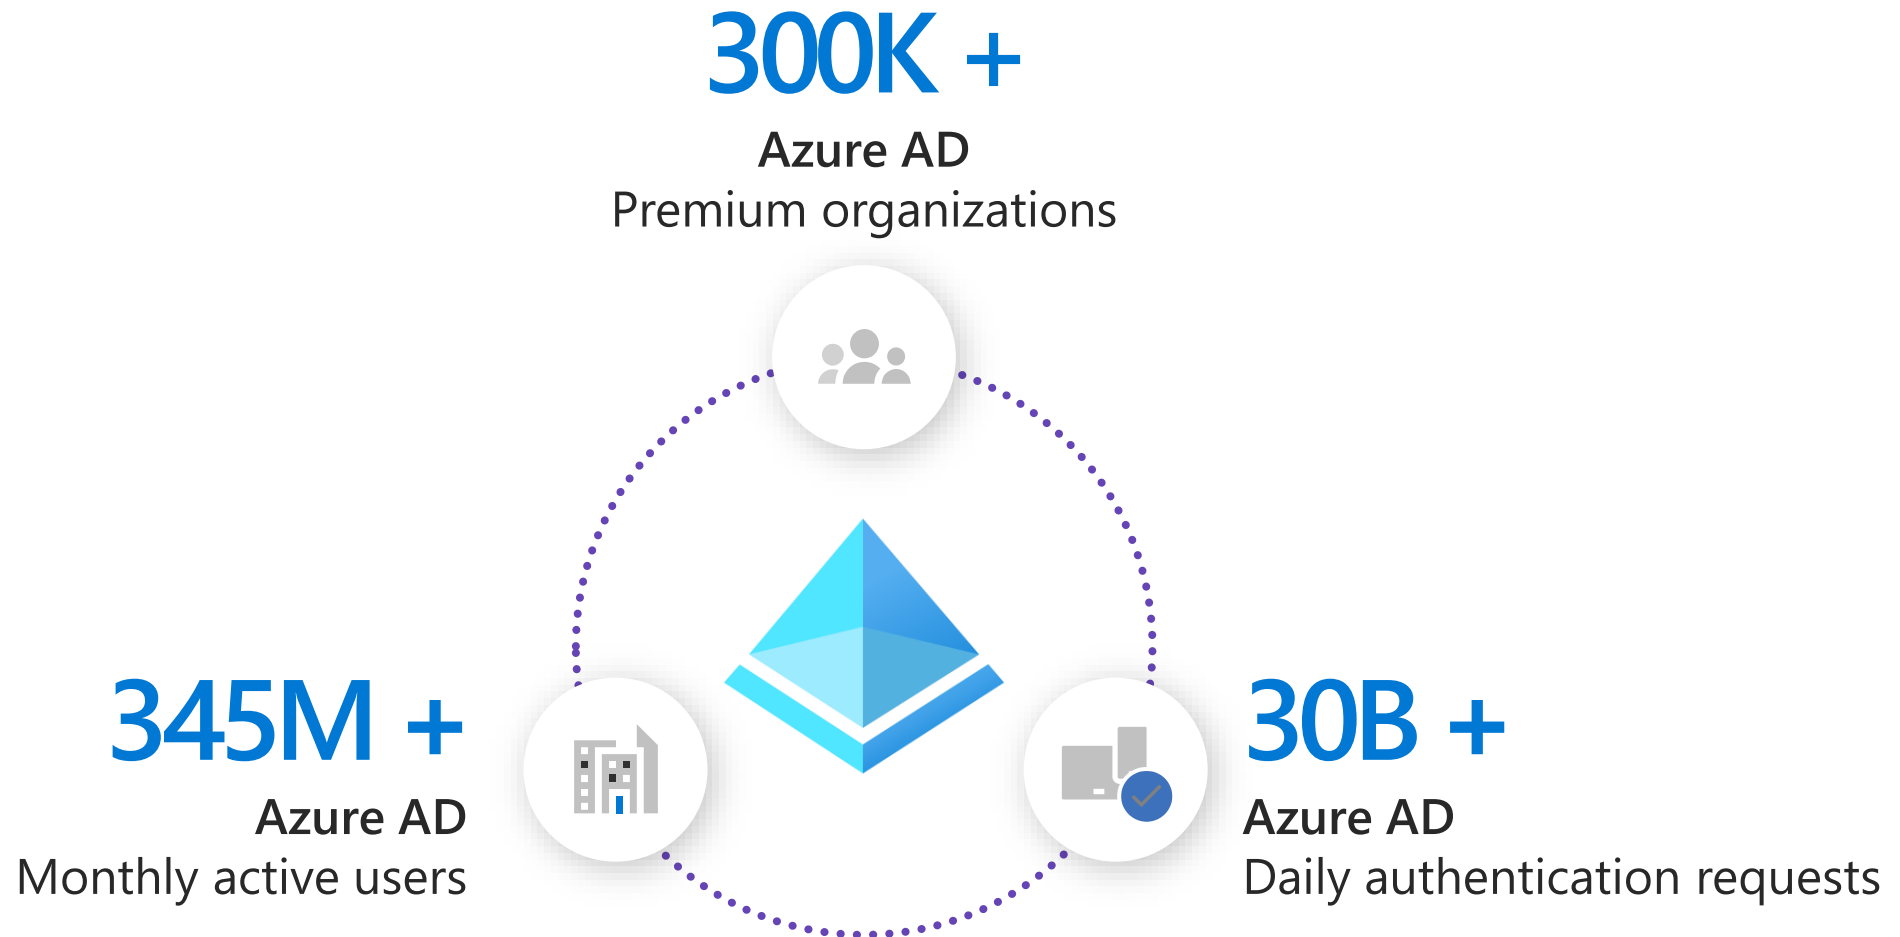 300K +
Azure AD
Premium organizations
345M +
Azure AD
Monthly active users
30B +
Azure AD
Daily authentication requests